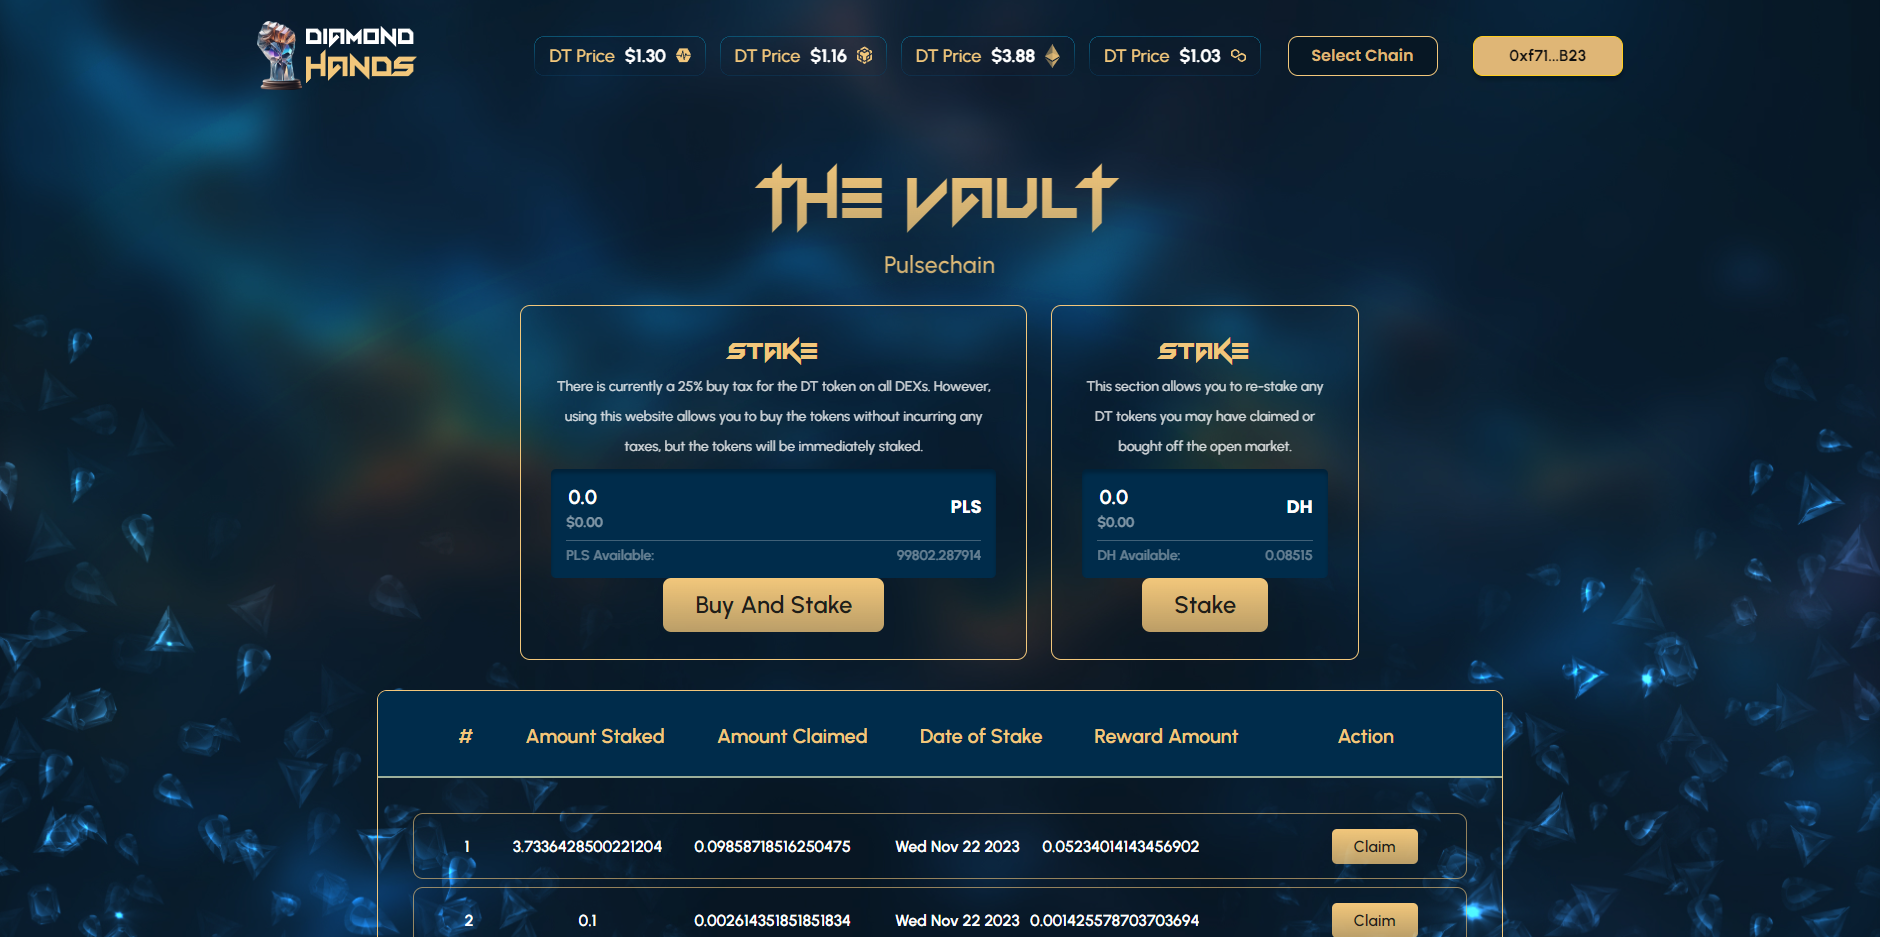 DIAMOND
HANDS
DT Price $1.30
DT Price $1.16
DT Price $3.88
DT Price $1.03
Select Chain
0xf71...B23
THE VAULT
Pulsechain
STAKE
There is currently a 25% buy tax for the DT token on all DEXs. However,
using this website allows you to buy the tokens without incurring any
taxes, but the tokens will be immediately staked.
0.0
PLS
$0.00
PLS Available: 99802.287914
Buy And Stake
STAKE
This section allows you to re-stake any
DT tokens you may have claimed or
bought off the open market.
0.0
DH
$0.00
DH Available: 0.08515
Stake
# Amount Staked Amount Claimed Date of Stake Reward Amount Action
1 3.7336428500221204 0.09858718516250475 Wed Nov 22 2023 0.05234014143456902 Claim
2 0.1 0.002614351851851834 Wed Nov 22 2023 0.001425578703703694 Claim